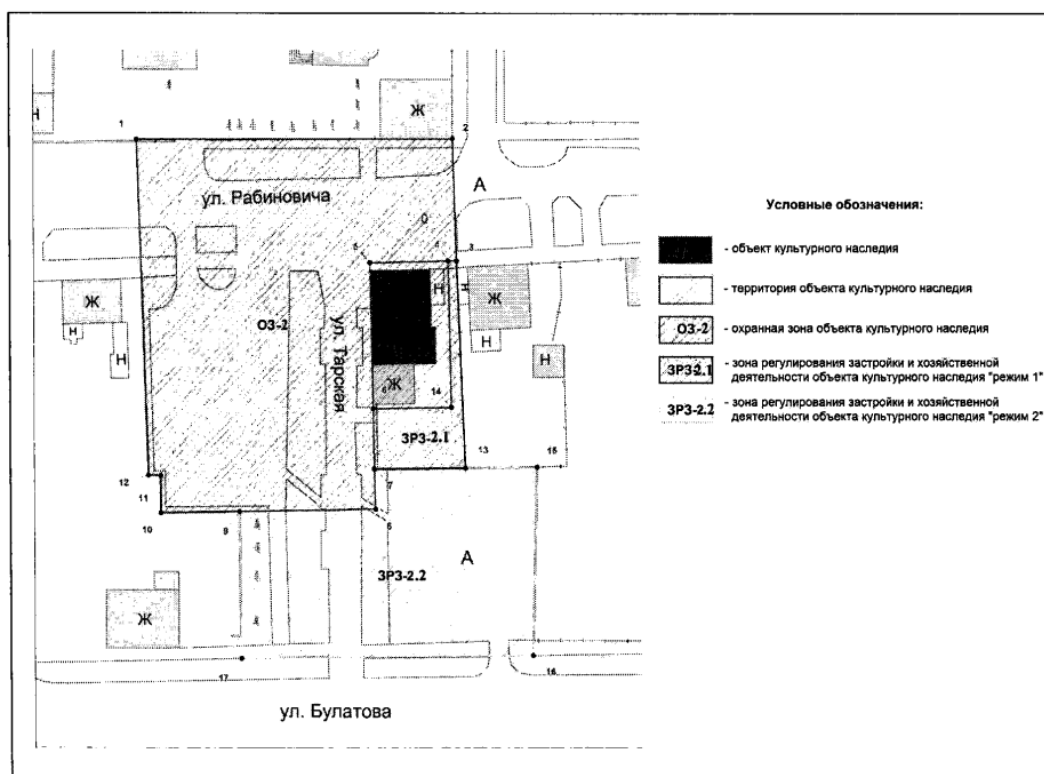 Н
Ж
1
2
ул. Рабиновича
А
5
4
3
Ж
Н
Н
ОЗ-2
ул. Тарская
Н
Н
Ж
Н
Ж
6
14
ЗРЗ-2.1
12
11
10
9
7
8
13
15
ЗРЗ-2.2
А
Ж
17
16
ул. Булатова
Условные обозначения:
- объект культурного наследия
- территория объекта культурного наследия
ОЗ-2
- охранная зона объекта культурного наследия
ЗРЗ-2.1
- зона регулирования застройки и хозяйственной
деятельности объекта культурного наследия "режим 1"
ЗРЗ-2.2
- зона регулирования застройки и хозяйственной
деятельности объекта культурного наследия "режим 2"